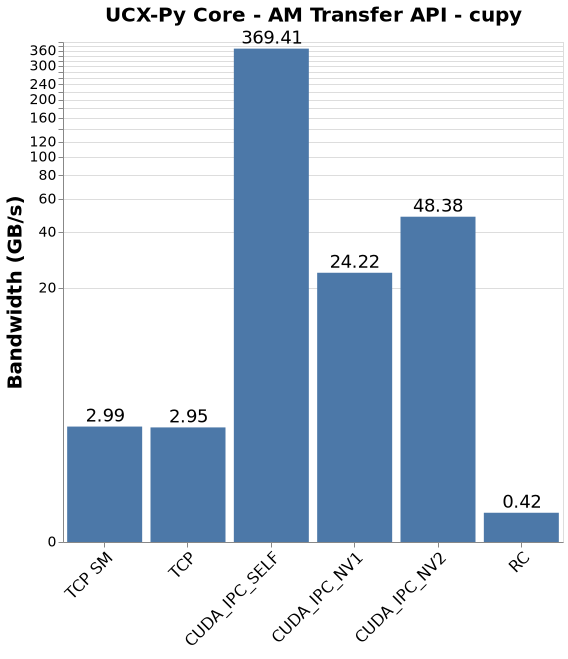 UCX-Py Core - AM Transfer API - cupy
Bandwidth (GB/s)
360
300
240
200
160
120
100
80
60
40
20
0
369.41
48.38
24.22
2.99
2.95
0.42
TCP SM
TCP
CUDA_IPC_SELF
CUDA_IPC_NV1
CUDA_IPC_NV2
RC